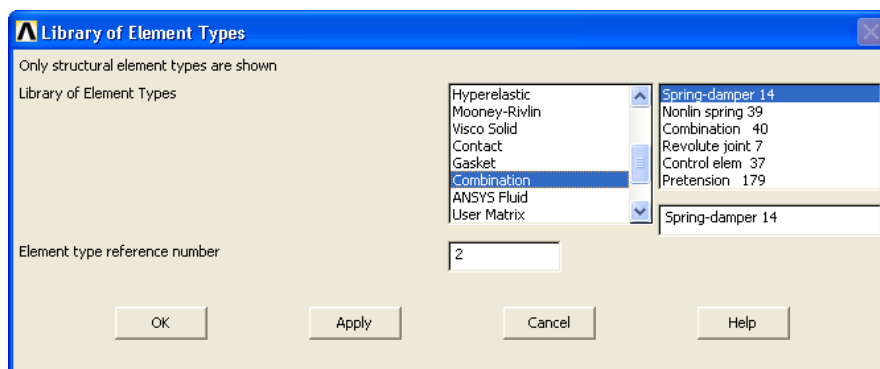 Library of Element Types
Only structural element types are shown
Library of Element Types
Hyperelastic
Mooney-Rivlin
Visco Solid
Contact
Gasket
Combination
ANSYS Fluid
User Matrix
Spring-damper 14
Nonlin spring 39
Combination 40
Revolute joint 7
Control elem 37
Pretension 179
Spring-damper 14
Element type reference number
2
OK
Apply
Cancel
Help